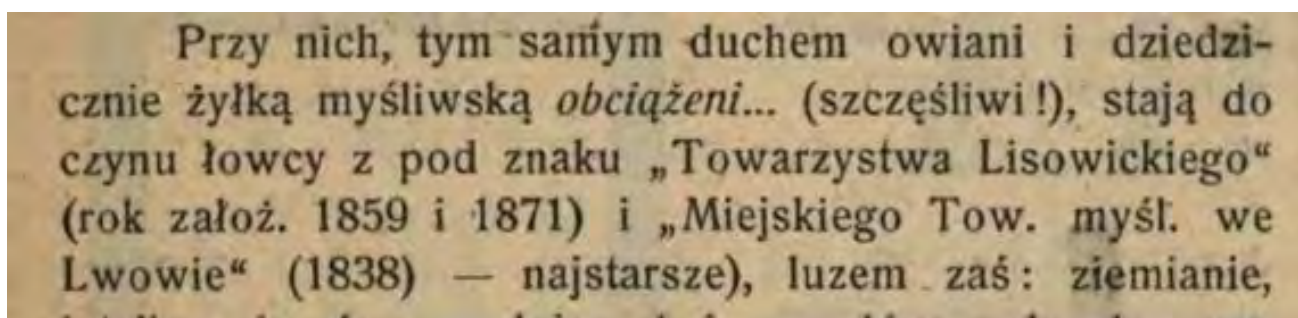 Przy nich, tym samym duchem owiani i dziedzi-
cznie żyłką myśliwską obciążeni... (szczęśliwi!), stają do
czynu łowcy z pod znaku „Towarzystwa Lisowickiego“
(rok założ. 1859 i 1871) i „Miejskiego Tow. myśl. we
Lwowie“ (1838) — najstarsze), luzem zaś: ziemianie,